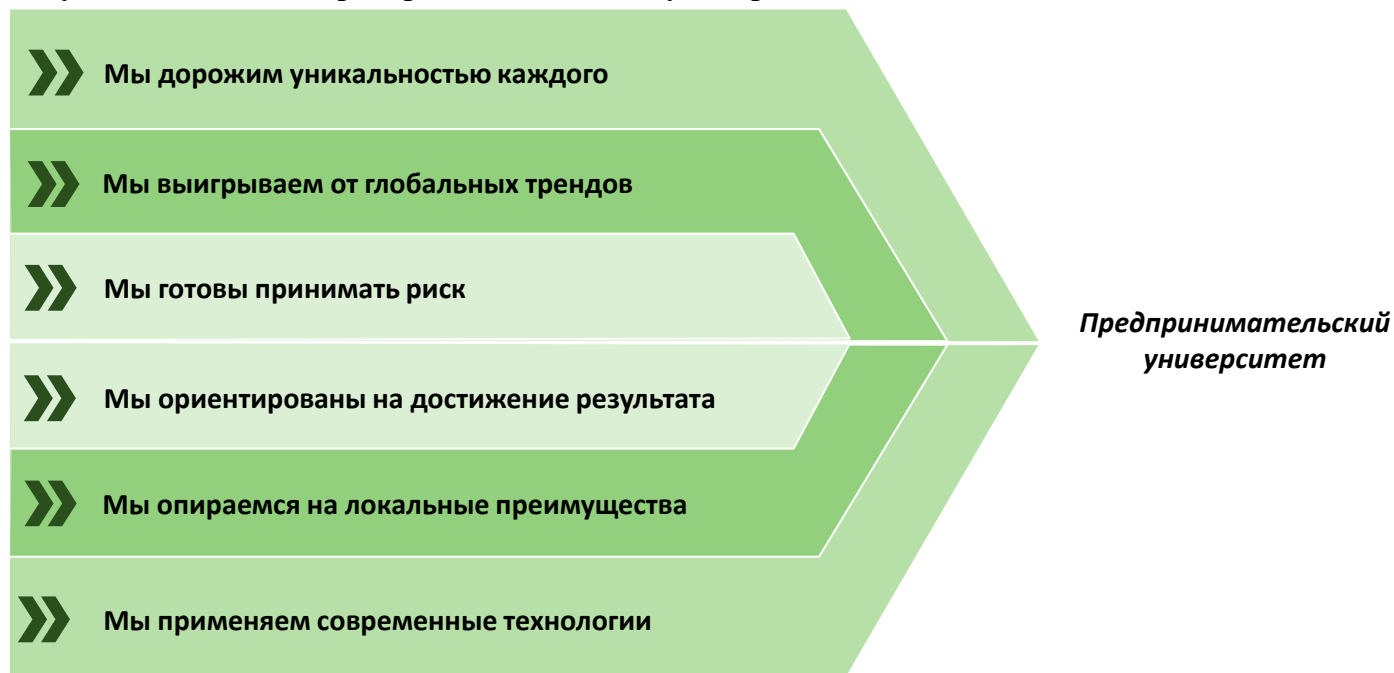 Мы дорожим уникальностью каждого
Мы выигрываем от глобальных трендов
Мы готовы принимать риск
Предпринимательский
университет
Мы ориентированы на достижение результата
Мы опираемся на локальные преимущества
Мы применяем современные технологии